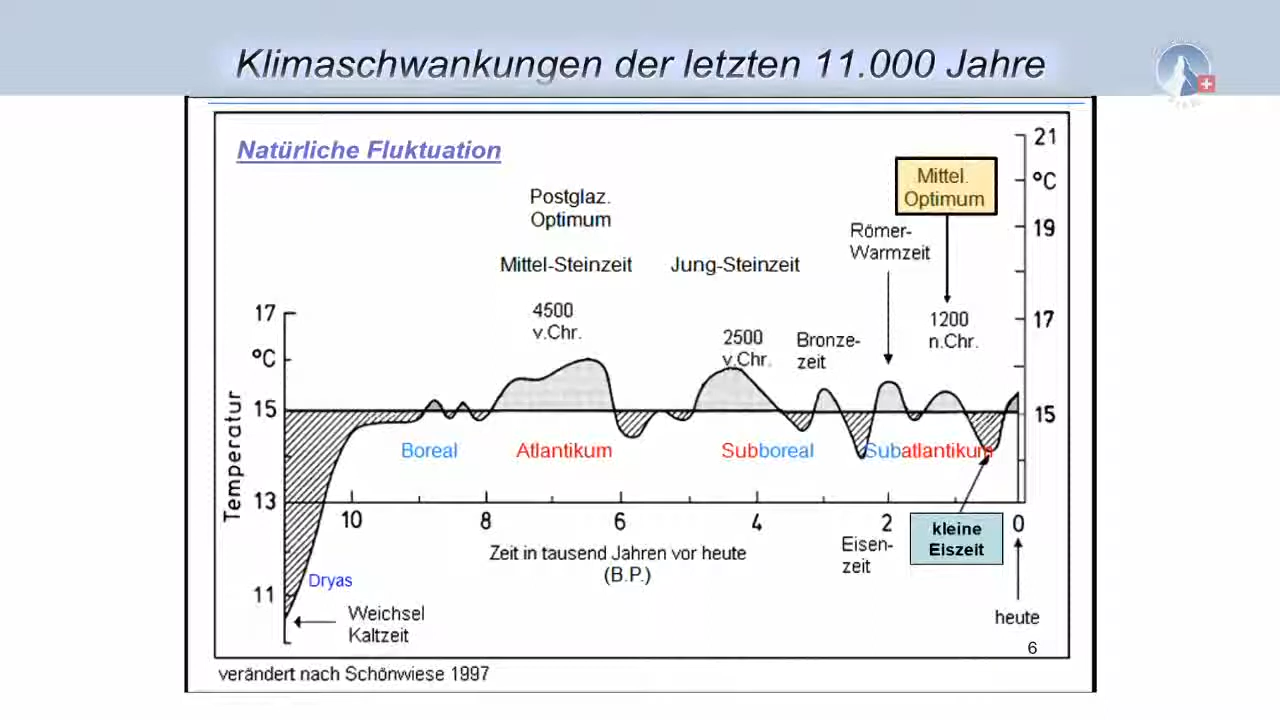 Klimaschwankungen der letzten 11.000 Jahre
Natürliche Fluktuation
21
°C
19
17
15
Mittel.
Optimum
Postglaz.
Optimum
Römer-
Warmzeit
Mittel-Steinzeit
Jung-Steinzeit
4500
v.Chr.
2500
v.Chr.
Bronze-
zeit
1200
n.Chr.
17
°C
15
13
11
Temperatur
Boreal
Atlantikum
Subboreal
Subatlantikum
10
8
6
4
2
0
Zeit in tausend Jahren vor heute
(B.P.)
Eisen-
zeit
kleine
Eiszeit
Dryas
Weichsel
Kaltzeit
heute
6
verändert nach Schönwiese 1997